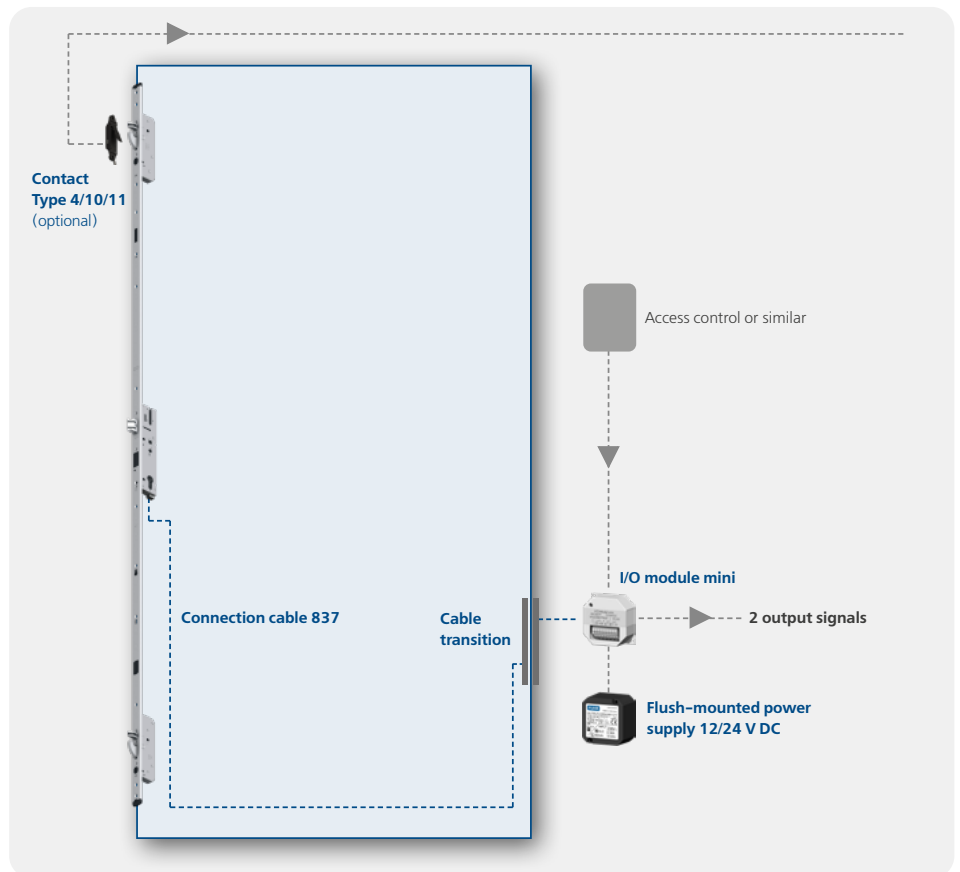 Contact
Type 4/10/11
(optional)
Access control or similar
I/O module mini
2 output signals
Connection cable 837
Cable
transition
Flush-mounted power
supply 12/24 V DC